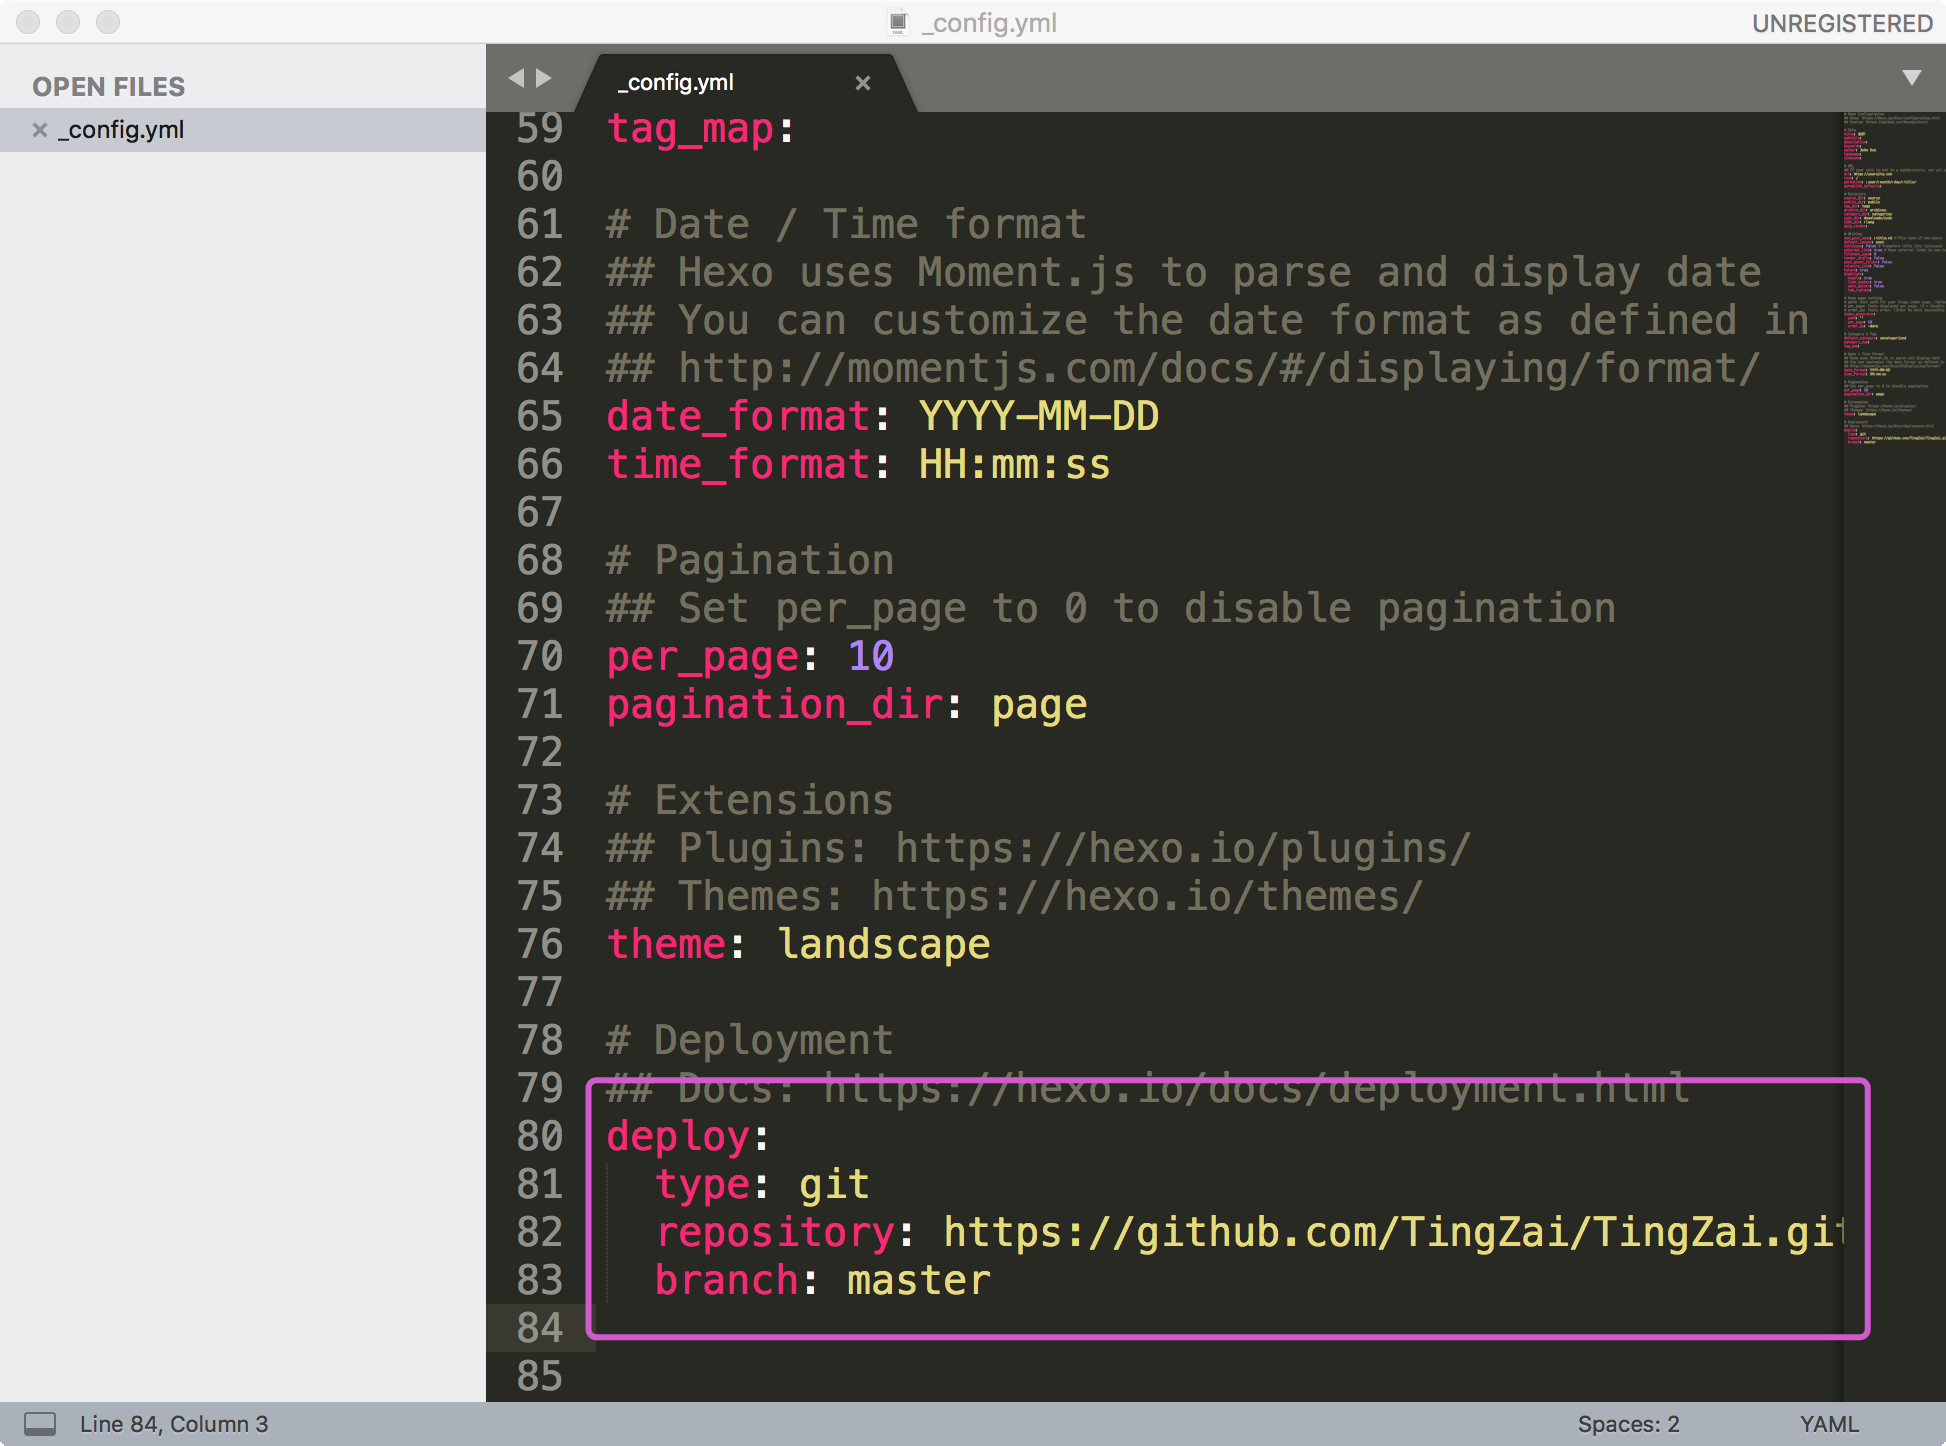 _config.yml
UNREGISTERED
OPEN FILES
_config.yml
_config.yml
59 tag_map:
60
61 # Date / Time format
62 ## Hexo uses Moment.js to parse and display date
63 ## You can customize the date format as defined in
64 ## http://momentjs.com/docs/#/displaying/format/
65 date_format: YYYY-MM-DD
66 time_format: HH:mm:ss
67
68 # Pagination
69 ## Set per_page to 0 to disable pagination
70 per_page: 10
71 pagination_dir: page
72
73 # Extensions
74 ## Plugins: https://hexo.io/plugins/
75 ## Themes: https://hexo.io/themes/
76 theme: landscape
77
78 # Deployment
79 ## Docs: https://hexo.io/docs/deployment.html
80 deploy:
81   type: git
82   repository: https://github.com/TingZai/TingZai.git
83   branch: master
84
85
Line 84, Column 3
Spaces: 2
YAML